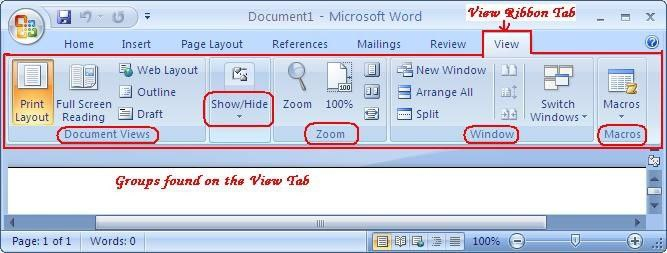 Document1 - Microsoft Word
View Ribbon Tab
Home Insert Page Layout References Mailings Review View
Print Layout
Full Screen Reading
Web Layout
Outline
Draft
Document Views
Show/Hide
Zoom
100%
100
Zoom
New Window
Arrange All
Split
Switch Windows
Window
Macros
Macros
Groups found on the View Tab
Page: 1 of 1 Words: 0 100%